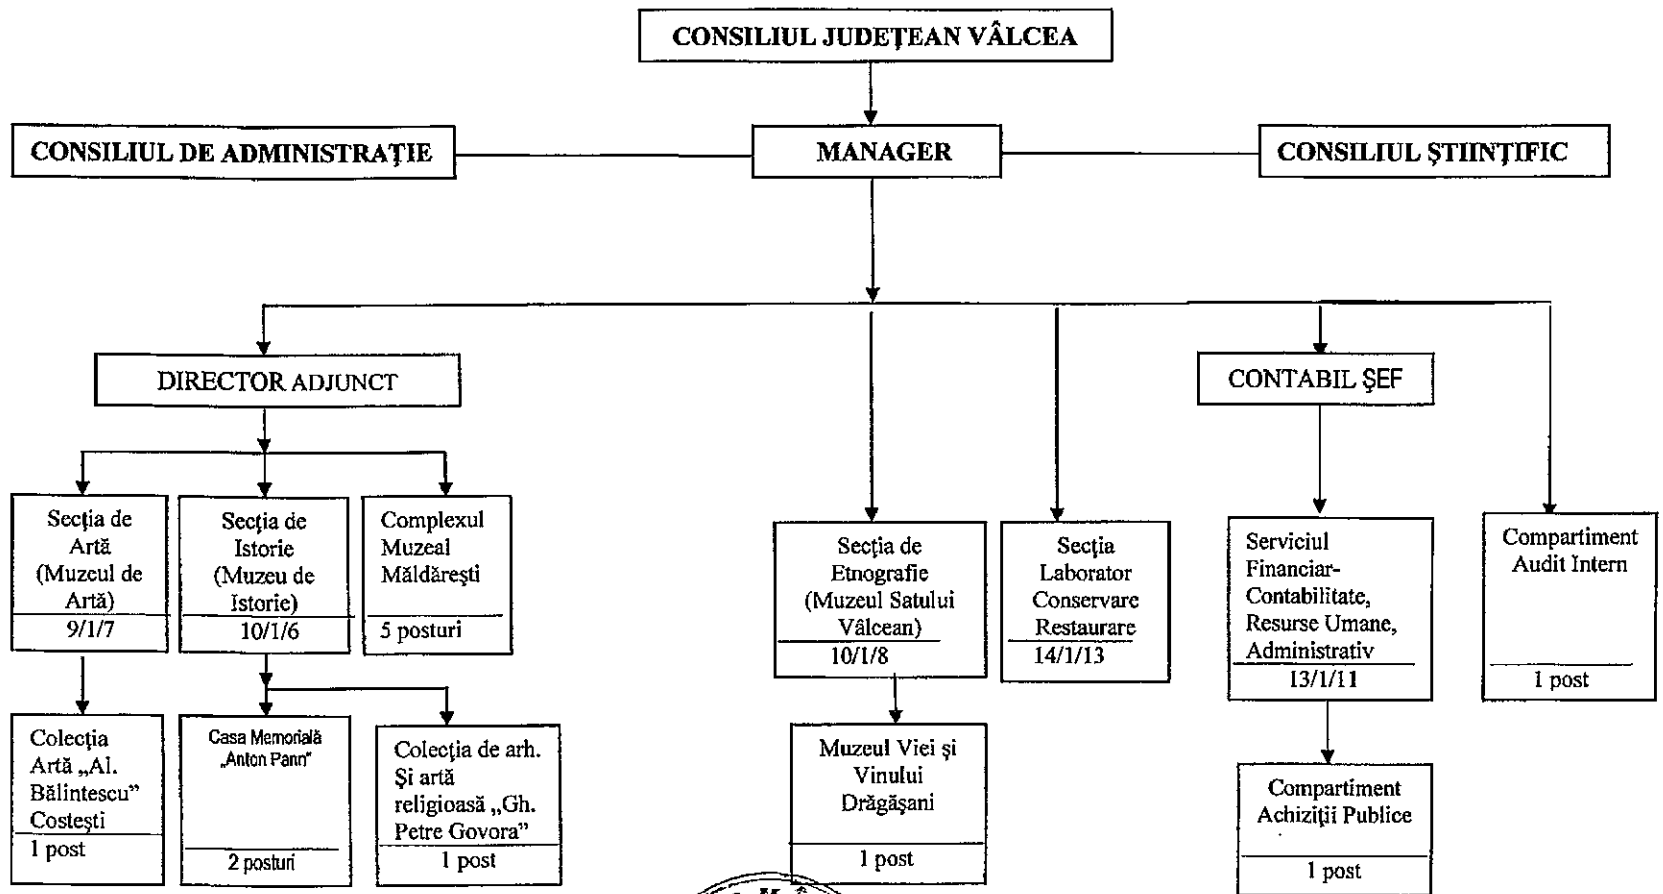 CONSILIUL JUDEŢEAN VÂLCEA
CONSILIUL DE ADMINISTRAŢIE
MANAGER
CONSILIUL ŞTIINŢIFIC
DIRECTOR ADJUNCT
CONTABIL ŞEF
Secţia de
Artă
(Muzeul de
Artă)
9/1/7
Secţia de
Istorie
(Muzeu de
Istorie)
10/1/6
Complexul
Muzeal
Măldăreşti
5 posturi
Secţia de
Etnografie
(Muzeul Satului
Vâlcean)
10/1/8
Secţia
Laborator
Conservare
Restaurare
14/1/13
Serviciul
Financiar-
Contabilitate,
Resurse Umane,
Administrativ
13/1/11
Compartiment
Audit Intern
1 post
Colecţia
Artă „Al.
Bălintescu”
Costeşti
1 post
Casa Memorială
„Anton Pann”
2 posturi
Colecţia de arh.
Şi artă
religioasă „Gh.
Petre Govora”
1 post
Muzeul Viei şi
Vinului
Drăgăşani
1 post
Compartiment
Achiziţii Publice
1 post